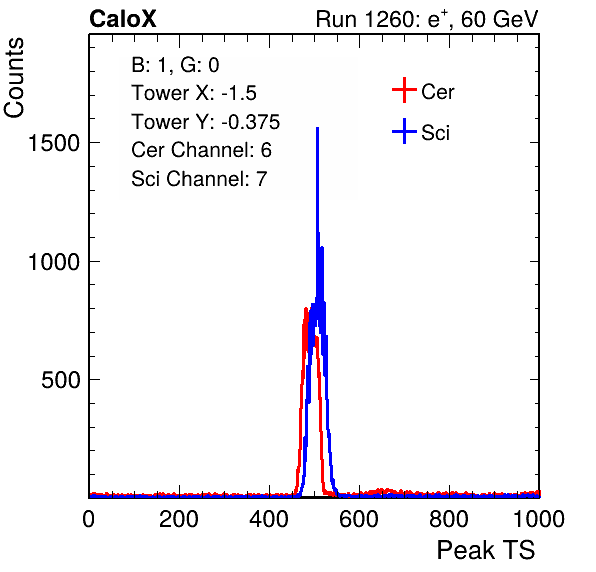 CaloX
Run 1260: e+, 60 GeV
Counts
B: 1, G: 0
Tower X: -1.5
Tower Y: -0.375
Cer Channel: 6
Sci Channel: 7
Cer
Sci
1500
1000
500
0 200 400 600 800 1000
Peak TS